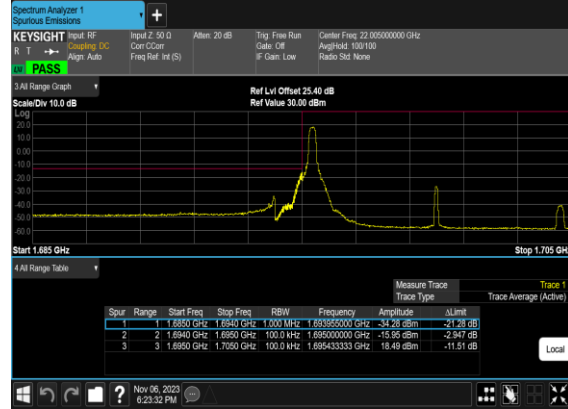 Spectrum Analyzer 1
Spurious Emissions
KEYSIGHT Input: RF Input Z: 50 Ω Atten: 20 dB Trig: Free Run Center Freq: 22.005000000 GHz
R T Coupling: DC Corr CCorr Gate: Off Avg|Hold: 100/100
Align: Auto Freq Ref: Int (S) IF Gain: Low Radio Std: None
PASS
3 All Range Graph
Ref Lvl Offset 25.40 dB
Scale/Div 10.0 dB Ref Value 30.00 dBm
Log
20.0
10.0
0.00
-10.0
-20.0
-30.0
-40.0
-50.0
-60.0
Start 1.685 GHz Stop 1.705 GHz
4 All Range Table
Measure Trace Trace 1
Trace Type Trace Average (Active)
Spur Range Start Freq Stop Freq RBW Frequency Amplitude ΔLimit
1 1 1.6850 GHz 1.6940 GHz 1.000 MHz 1.693955000 GHz -34.28 dBm -21.28 dB
2 2 1.6940 GHz 1.6950 GHz 100.0 kHz 1.695000000 GHz -15.95 dBm -2.947 dB
3 3 1.6950 GHz 1.7050 GHz 100.0 kHz 1.695433333 GHz 18.49 dBm -11.51 dB
Local
? Nov 06, 2023
6:23:32 PM